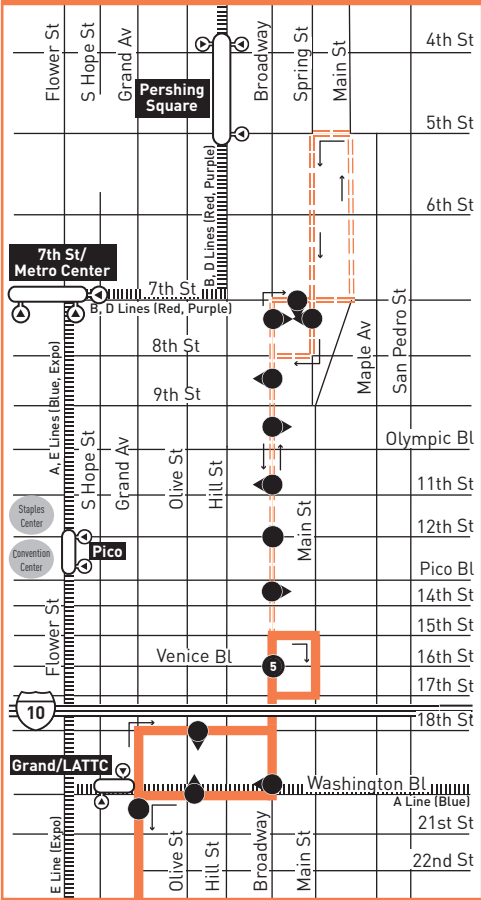 Flower St
S Hope St
Grand Av
Broadway
Spring St
Main St
4th St
Pershing
Square
5th St
B, D Lines (Red, Purple)
6th St
7th St/
Metro Center
7th St
B, D Lines (Red, Purple)
8th St
Maple Av
San Pedro St
A, E Lines (Blue, Expo)
9th St
Olympic Bl
S Hope St
Grand Av
Olive St
Hill St
11th St
Staples
Center
Main St
12th St
Convention
Center
Pico
Pico Bl
14th St
15th St
Flower St
Venice Bl
5
16th St
17th St
10
18th St
Grand/LATTC
Washington Bl
A Line (Blue)
21st St
E Line (Expo)
Olive St
Hill St
Broadway
Main St
22nd St